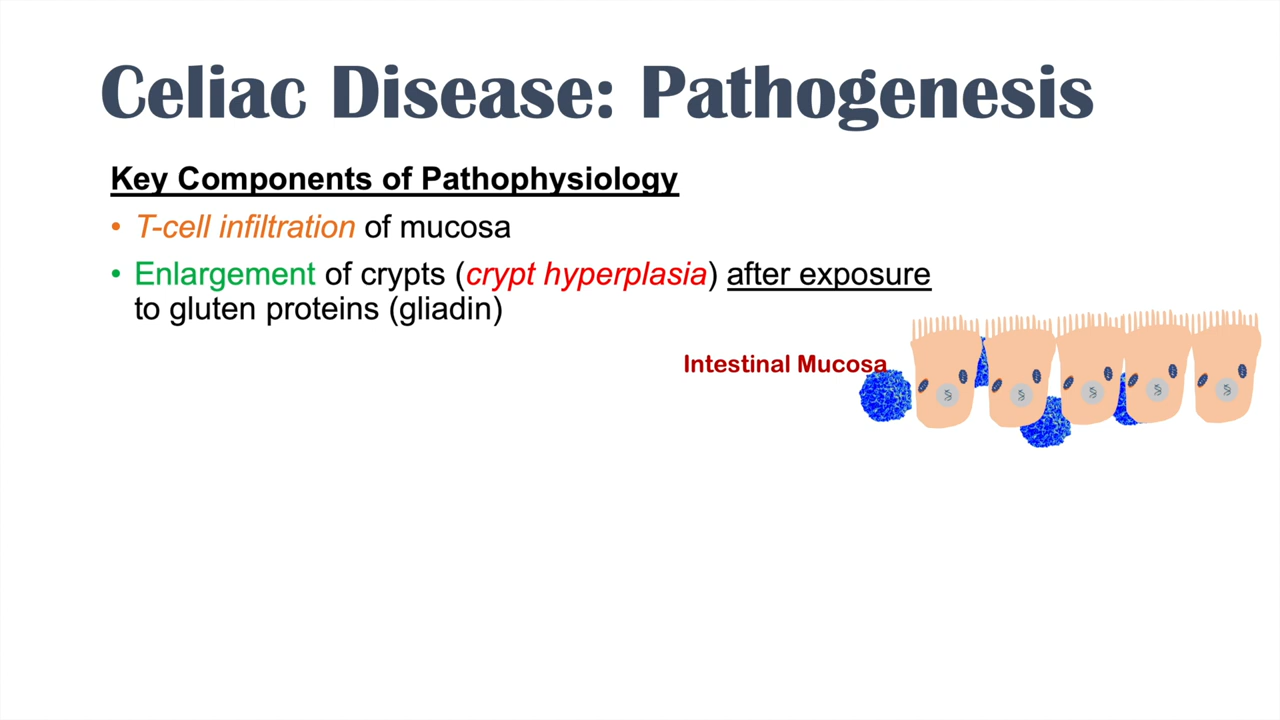 Celiac Disease: Pathogenesis
Key Components of Pathophysiology
• T-cell infiltration of mucosa
• Enlargement of crypts (crypt hyperplasia) after exposure
to gluten proteins (gliadin)
Intestinal Mucosa